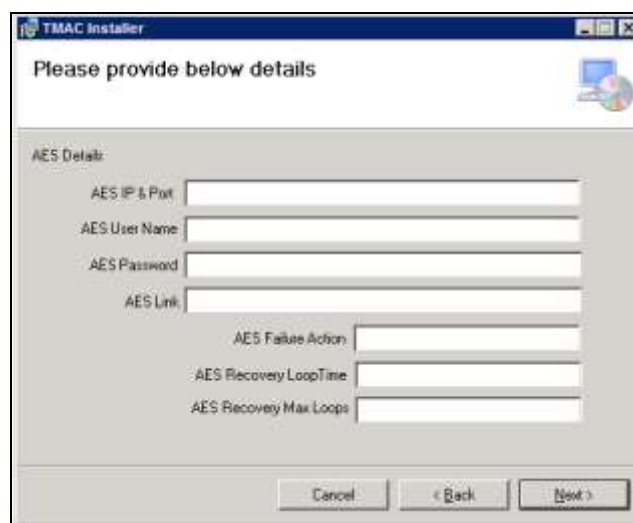 TMAC Installer
Please provide below details
AES Details
AES IP & Port
AES User Name
AES Password
AES Link
AES Failure Action
AES Recovery LoopTime
AES Recovery Max Loops
Cancel
< Back
Next >